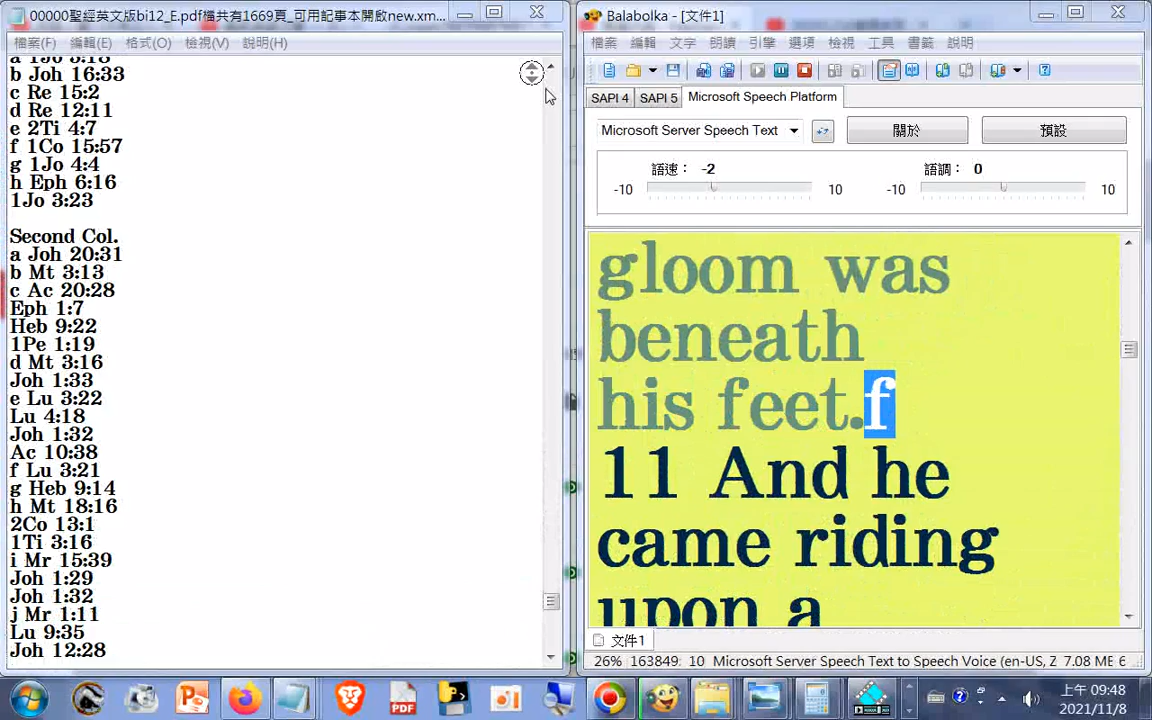 00000聖經英文版bi12_E.pdf檔共有1669頁_可用記事本開啟new.xm...
檔案(F) 編輯(E) 格式(O) 檢視(V) 說明(H)
a 1Jo 3:18
b Joh 16:33
c Re 15:2
d Re 12:11
e 2Ti 4:7
f 1Co 15:57
g 1Jo 4:4
h Eph 6:16
1Jo 3:23
Second Col.
a Joh 20:31
b Mt 3:13
c Ac 20:28
Eph 1:7
Heb 9:22
1Pe 1:19
d Mt 3:16
Joh 1:33
e Lu 3:22
Lu 4:18
Joh 1:32
Ac 10:38
f Lu 3:21
g Heb 9:14
h Mt 18:16
2Co 13:1
1Ti 3:16
i Mr 15:39
Joh 1:29
Joh 1:32
j Mr 1:11
Lu 9:35
Joh 12:28
Balabolka - [文件1]
檔案 編輯 文字 朗讀 引擎 選項 檢視 工具 書籤 說明
SAPI 4 SAPI 5 Microsoft Speech Platform
Microsoft Server Speech Text 關於 預設
語速： -2 語調： 0
-10 10 -10 10
gloom was
beneath
his feet.f
11 And he
came riding
upon a
文件1
26% 163849: 10 Microsoft Server Speech Text to Speech Voice (en-US, Z 7.08 ME 6
PDF
上午 09:48
2021/11/8